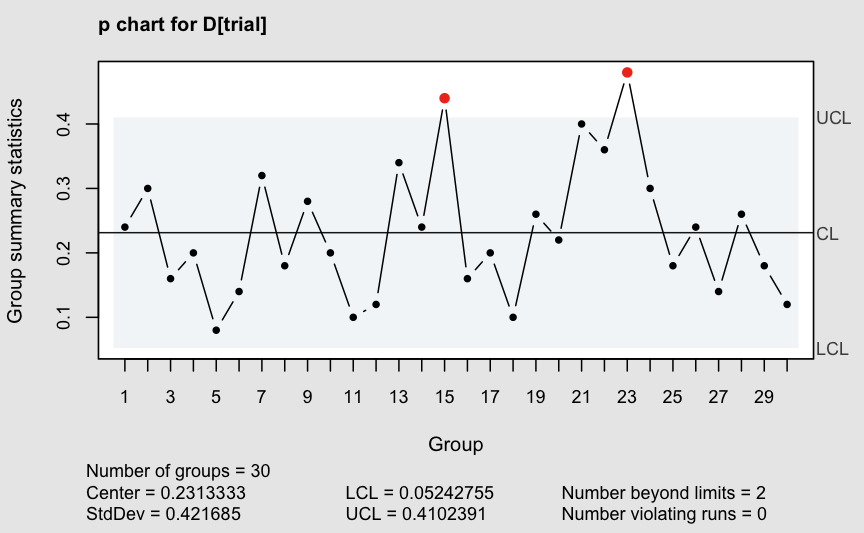 p chart for D[trial]
Group summary statistics
0.4
0.3
0.2
0.1
UCL
CL
LCL
1 3 5 7 9 11 13 15 17 19 21 23 25 27 29
Group
Number of groups = 30
Center = 0.2313333 LCL = 0.05242755 Number beyond limits = 2
StdDev = 0.421685 UCL = 0.4102391 Number violating runs = 0